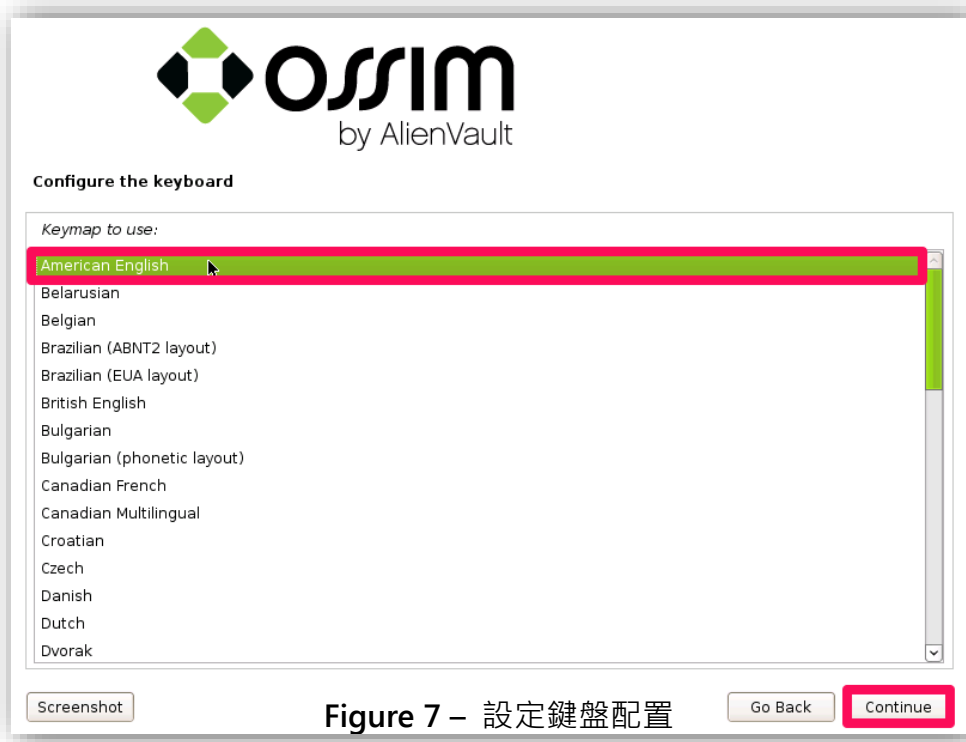 OSSIM
by AlienVault
Configure the keyboard
Keymap to use:
American English
Belarusian
Belgian
Brazilian (ABNT2 layout)
Brazilian (EUA layout)
British English
Bulgarian
Bulgarian (phonetic layout)
Canadian French
Canadian Multilingual
Croatian
Czech
Danish
Dutch
Dvorak
Screenshot
Figure 7 – 設定鍵盤配置
Go Back
Continue